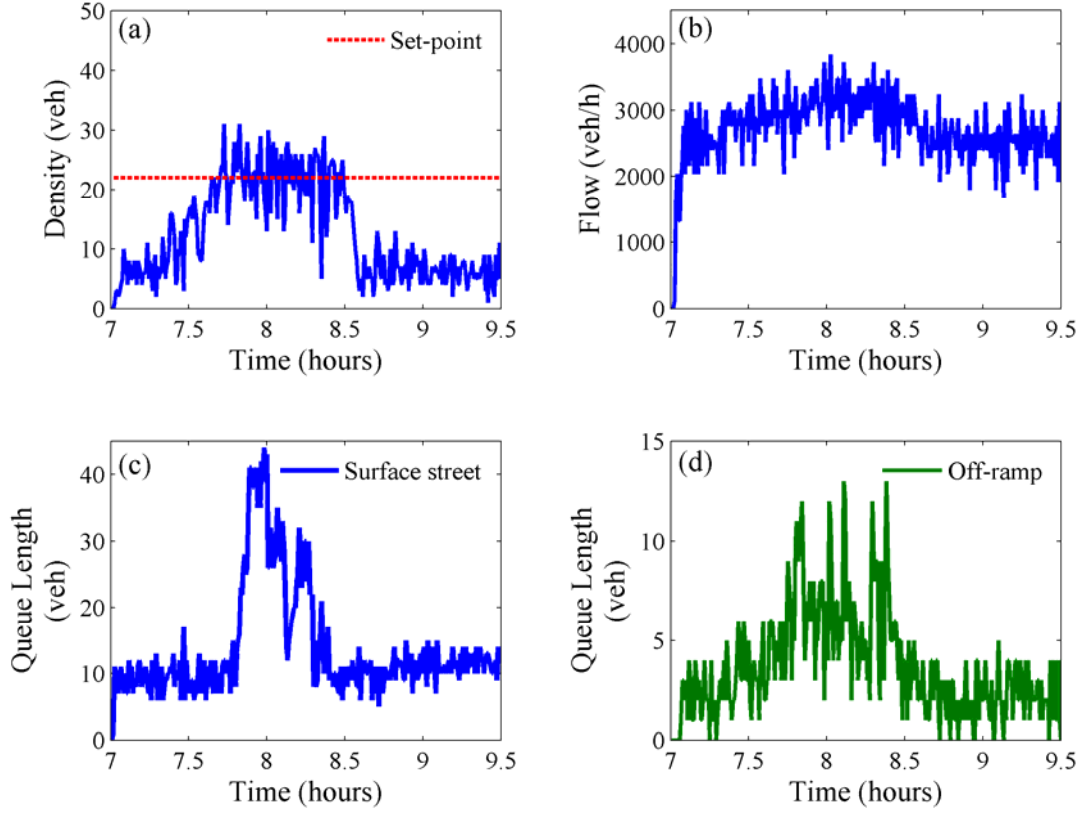 (a)
Set-point
Density (veh)
50
40
30
20
10
0
7
7.5
8
8.5
9
9.5
Time (hours)
(b)
Flow (veh/h)
4000
3000
2000
1000
0
7
7.5
8
8.5
9
9.5
Time (hours)
(c)
Surface street
Queue Length
(veh)
40
30
20
10
0
7
7.5
8
8.5
9
9.5
Time (hours)
(d)
Off-ramp
Queue Length
(veh)
15
10
5
0
7
7.5
8
8.5
9
9.5
Time (hours)